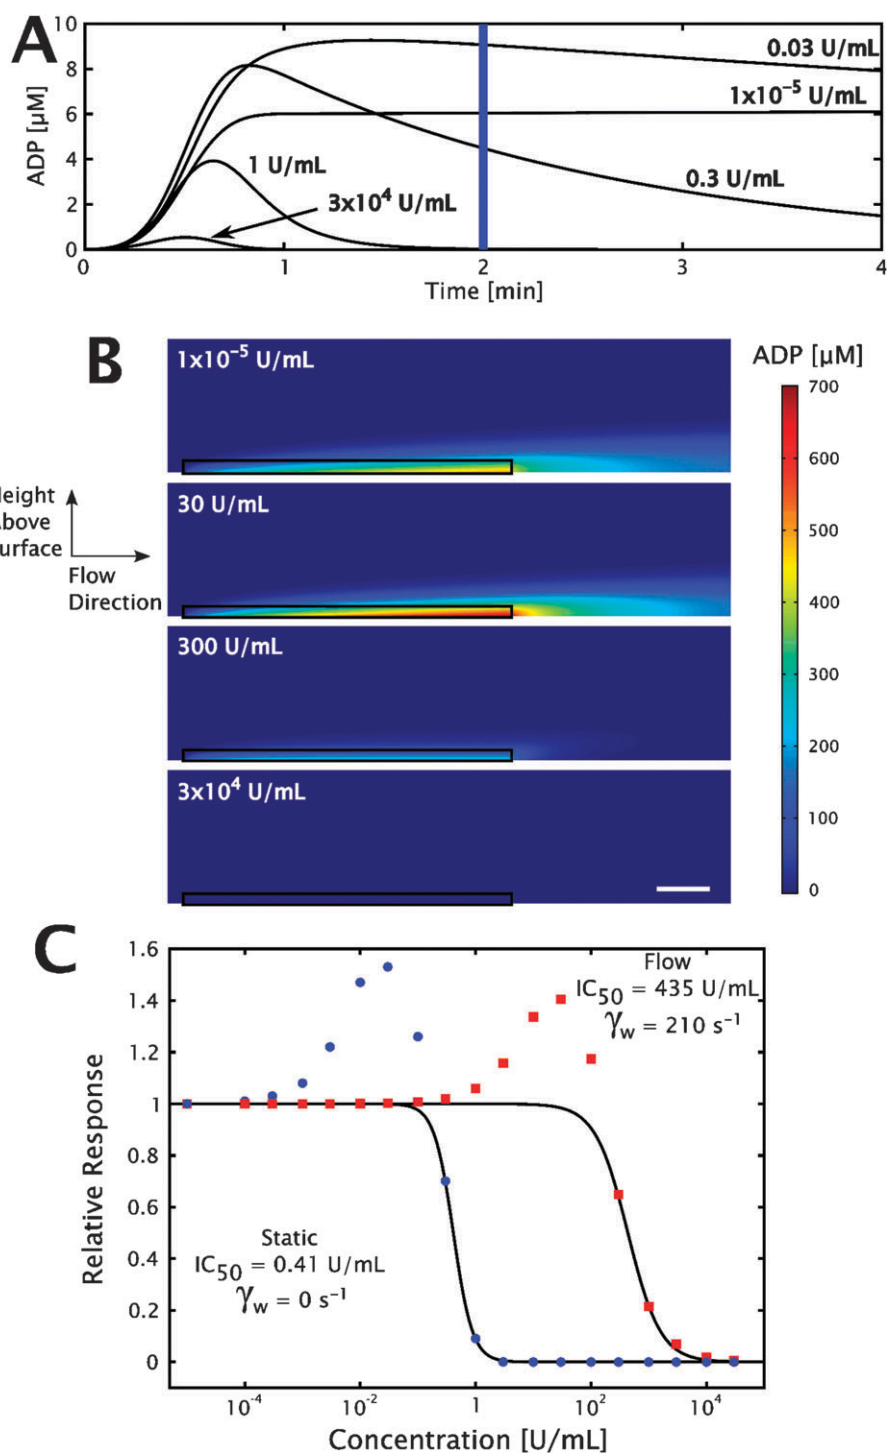 A
10
8
6
4
2
0
ADP [μM]
0.03 U/mL
1x10⁻⁵ U/mL
1 U/mL
3x10⁴ U/mL
0.3 U/mL
0 1 2 3 4
Time [min]
B
1x10⁻⁵ U/mL
30 U/mL
300 U/mL
3x10⁴ U/mL
Above
Flow
Direction
ADP [μM]
700
600
500
400
300
200
100
0
C
1.6
1.4
1.2
1
0.8
0.6
0.4
0.2
0
Relative Response
Flow
IC₅₀ = 435 U/mL
γw = 210 s⁻¹
Static
IC₅₀ = 0.41 U/mL
γw = 0 s⁻¹
10⁻⁴ 10⁻² 1 10² 10⁴
Concentration [U/mL]